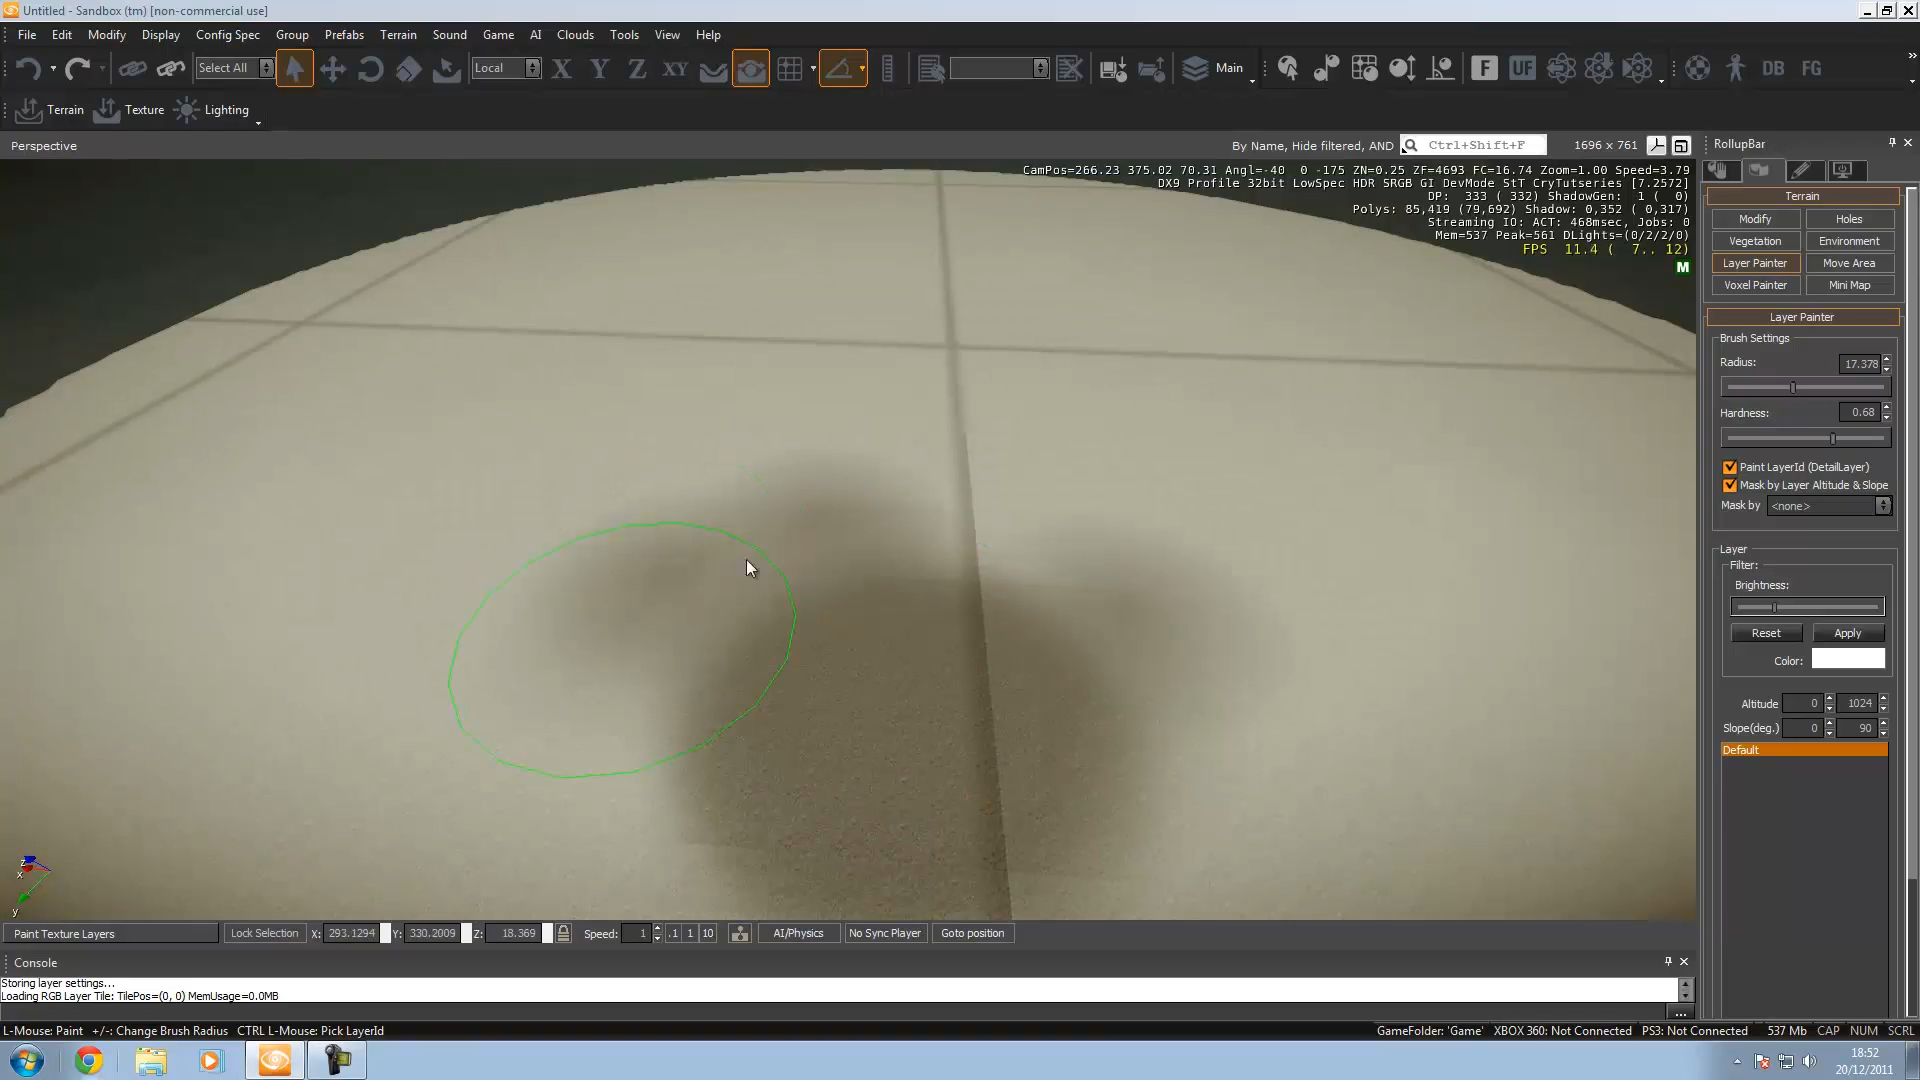 Untitled - Sandbox (tm) [non-commercial use]
File Edit Modify Display Config Spec Group Prefabs Terrain Sound Game AI Clouds Tools View Help
Select All Local X Y Z XY Main F UF DB FG
Terrain Texture Lighting
Perspective By Name, Hide filtered, AND Ctrl+Shift+F 1696 x 761
CamPos=266.23 375.02 70.31 Angl=-40 0 -175 ZN=0.25 ZF=4693 FC=16.74 Zoom=1.00 Speed=3.79
DX9 Profile 32bit LowSpec HDR SRGB GI DevMode StT CryTutseries [7.2572]
DP: 333 ( 332) ShadowGen: 1 ( 0)
Polys: 85,419 (79,692) Shadow: 0,352 ( 0,317)
Streaming IO: ACT: 468msec, Jobs: 0
Mem=537 Peak=561 DLights=(0/2/2/0)
FPS 11.4 ( 7.. 12)
M
RollupBar
Terrain
Modify Holes
Vegetation Environment
Layer Painter Move Area
Voxel Painter Mini Map
Layer Painter
Brush Settings
Radius: 17.378
Hardness: 0.68
Paint LayerId (DetailLayer)
Mask by Layer Altitude & Slope
Mask by <none>
Layer
Filter:
Brightness:
Reset Apply
Color:
Altitude 0 1024
Slope(deg.) 0 90
Default
z
x
y
Paint Texture Layers Lock Selection X: 293.1294 Y: 330.2009 Z: 18.369 Speed: 1 .1 1 10 AI/Physics No Sync Player Goto position
Console
Storing layer settings...
Loading RGB Layer Tile: TilePos=(0, 0) MemUsage=0.0MB
...
L-Mouse: Paint +/-: Change Brush Radius CTRL L-Mouse: Pick LayerId GameFolder: 'Game' XBOX 360: Not Connected PS3: Not Connected 537 Mb CAP NUM SCRL
18:52
20/12/2011